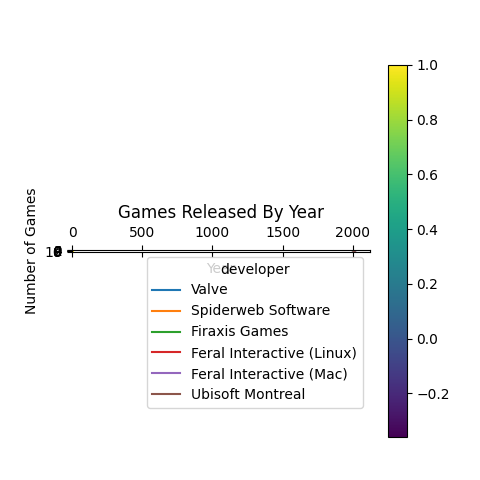 Games Released By Year
0 500 1000 1500 2000
Number of Games
developer
Valve
Spiderweb Software
Firaxis Games
Feral Interactive (Linux)
Feral Interactive (Mac)
Ubisoft Montreal
1.0
0.8
0.6
0.4
0.2
0.0
−0.2